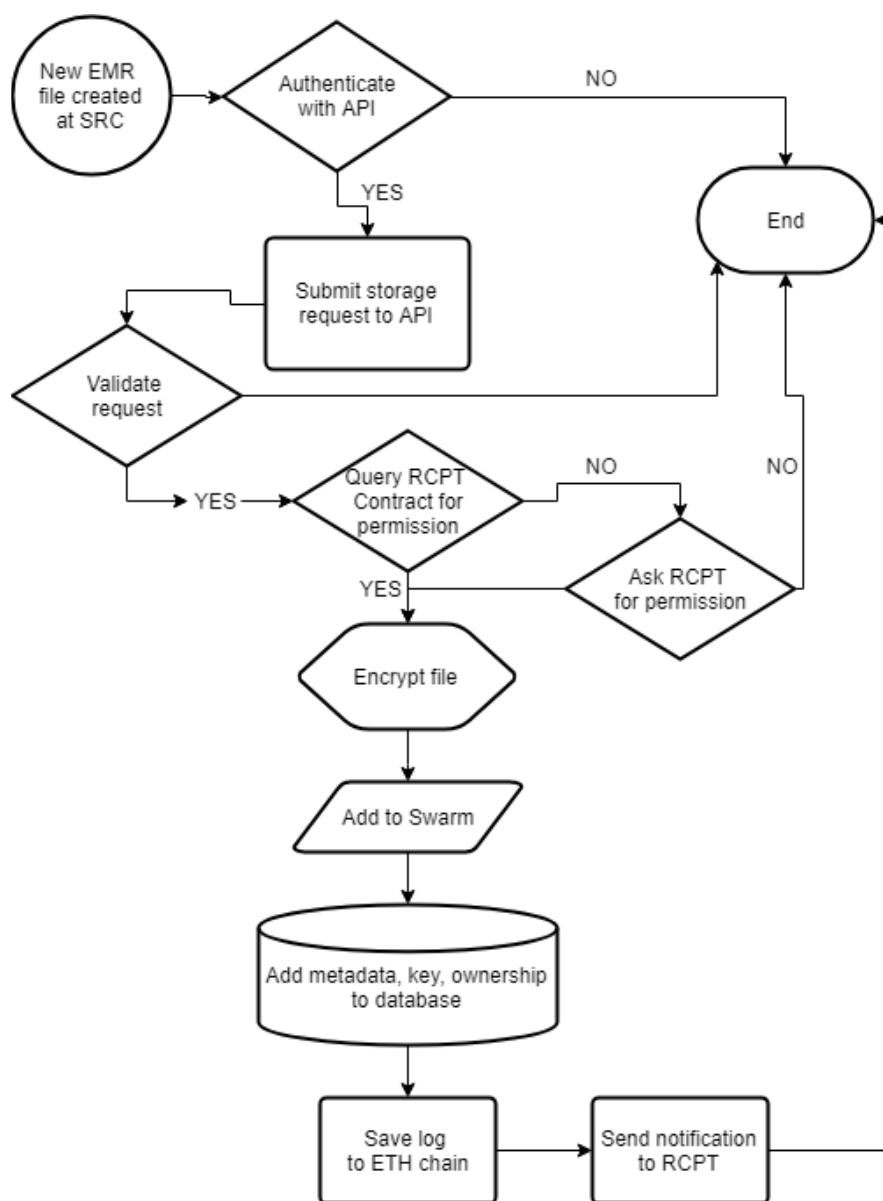 New EMR
file created
at SRC
Authenticate
with API
NO
YES
End
Submit storage
request to API
Validate
request
YES
Query RCPT
Contract for
permission
NO
NO
Ask RCPT
for permission
YES
Encrypt file
Add to Swarm
Add metadata, key, ownership
to database
Save log
to ETH chain
Send notification
to RCPT